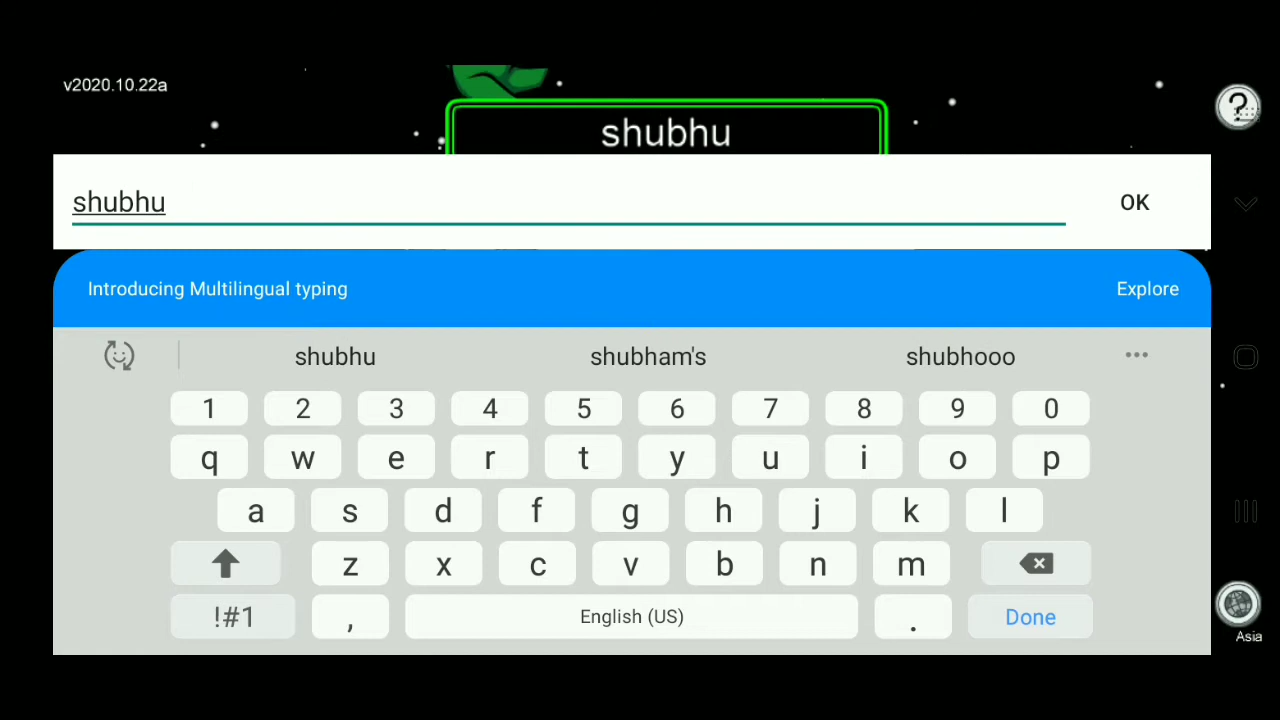 v2020.10.22a
shubhu
shubhu OK
Introducing Multilingual typing Explore
shubhu shubham's shubhooo
1 2 3 4 5 6 7 8 9 0
q w e r t y u i o p
a s d f g h j k l
z x c v b n m
!#1 , English (US) . Done
Asia